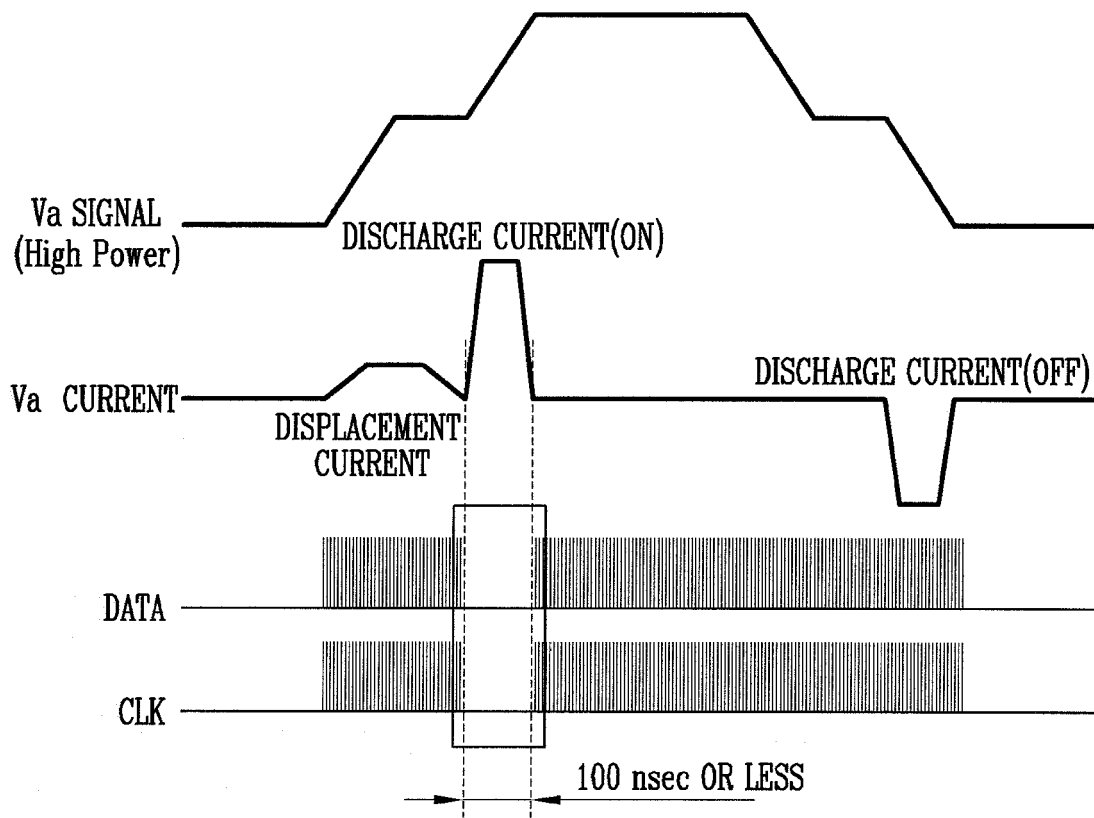 Va SIGNAL
(High Power)
DISCHARGE CURRENT(ON)
Va CURRENT
DISCHARGE CURRENT(OFF)
DISPLACEMENT
CURRENT
DATA
CLK
100 nsec OR LESS